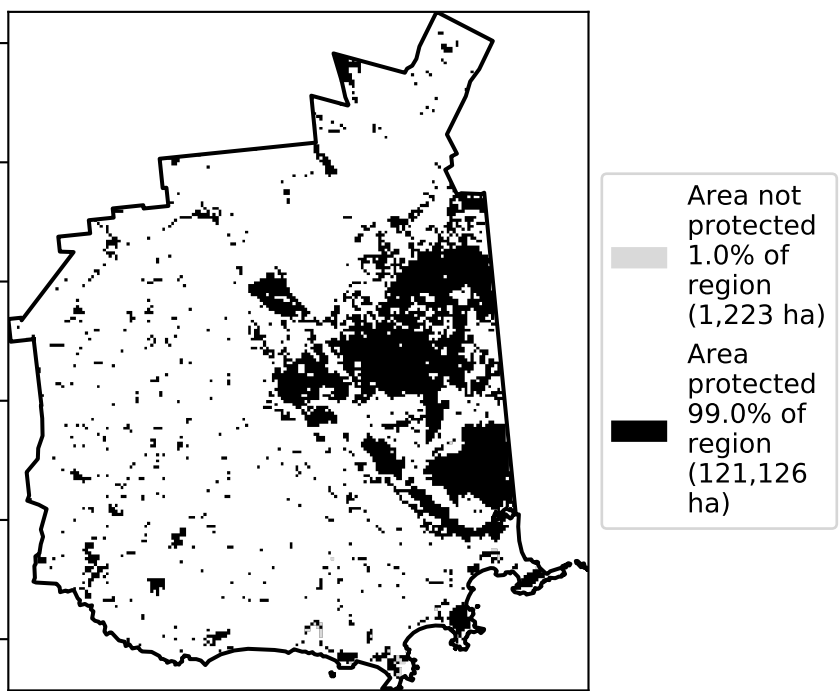 Area not
protected
1.0% of
region
(1,223 ha)
Area
protected
99.0% of
region
(121,126
ha)